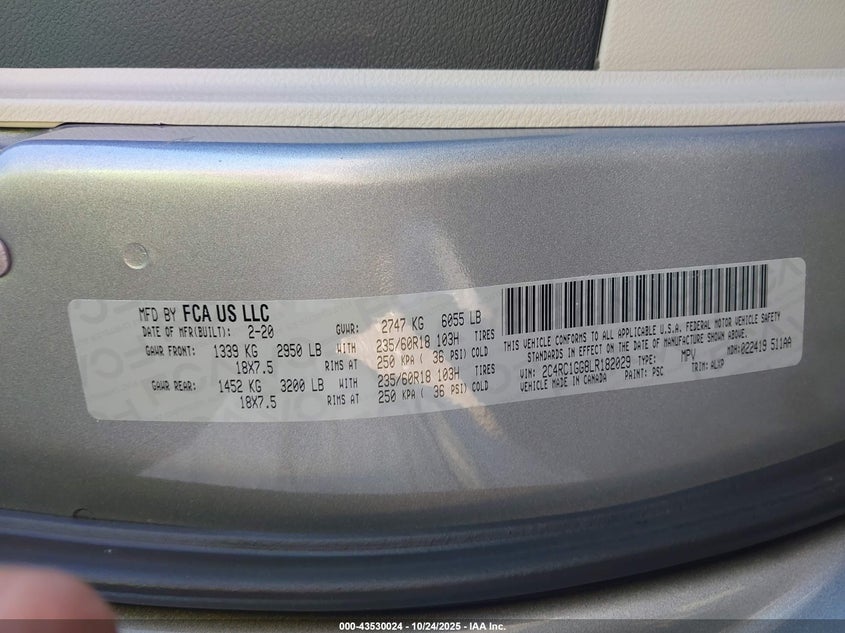 MFD BY FCA US LLC
DATE OF MFR(BUILT): 2-20 GVWR: 2747 KG 6055 LB
GAWR FRONT: 1339 KG 2950 LB WITH 235/60R18 103H TIRES
18X7.5 RIMS AT 250 KPA ( 36 PSI) COLD
GAWR REAR: 1452 KG 3200 LB WITH 235/60R18 103H TIRES
18X7.5 RIMS AT 250 KPA ( 36 PSI) COLD
THIS VEHICLE CONFORMS TO ALL APPLICABLE U.S.A. FEDERAL MOTOR VEHICLE SAFETY
STANDARDS IN EFFECT ON THE DATE OF MANUFACTURE SHOWN ABOVE.
VIN: 2C4RC1GG8LR182029 TYPE: MPV MDH:022419 511AA
VEHICLE MADE IN CANADA PAINT: PSC TRIM: ALXP
000-43530024 - 10/24/2025 - IAA Inc.